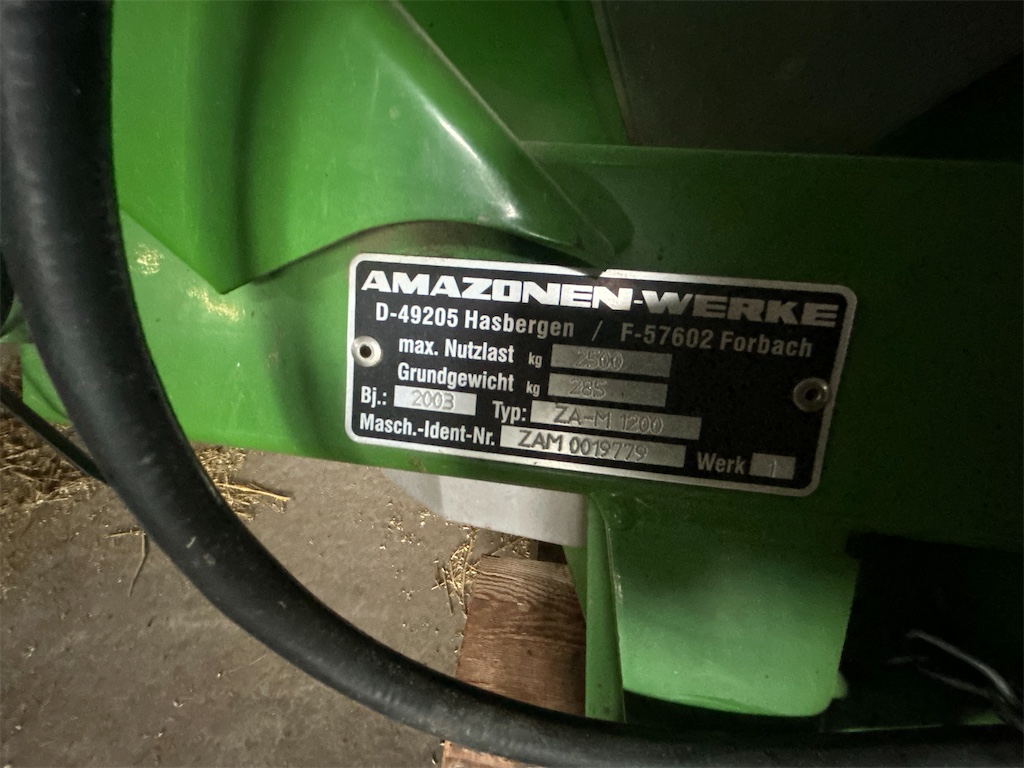 AMAZONEN-WERKE
D-49205 Hasbergen / F-57602 Forbach
max. Nutzlast kg 2500
Grundgewicht kg 285
Bj.: 2003 Typ: ZA-M 1200
Masch.-Ident-Nr. ZAM 0019779 Werk 1